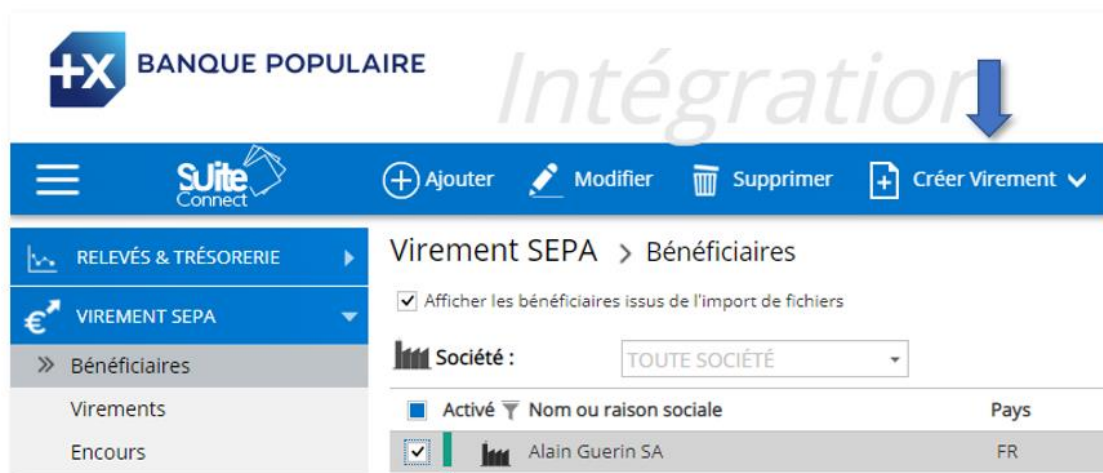 +X BANQUE POPULAIRE
Intégration
SUite Connect
Ajouter Modifier Supprimer Créer Virement
RELEVÉS & TRÉSORERIE
VIREMENT SEPA
Bénéficiaires
Virements
Encours
Virement SEPA > Bénéficiaires
Afficher les bénéficiaires issus de l'import de fichiers
Société : TOUTE SOCIÉTÉ
Activé Nom ou raison sociale Pays
Alain Guerin SA FR